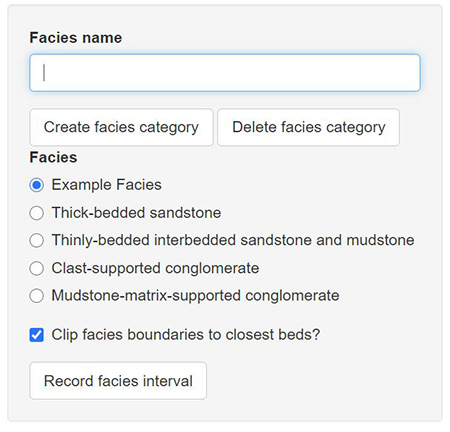 Facies name
Create facies category Delete facies category
Facies
Example Facies
Thick-bedded sandstone
Thinly-bedded interbedded sandstone and mudstone
Clast-supported conglomerate
Mudstone-matrix-supported conglomerate
Clip facies boundaries to closest beds?
Record facies interval